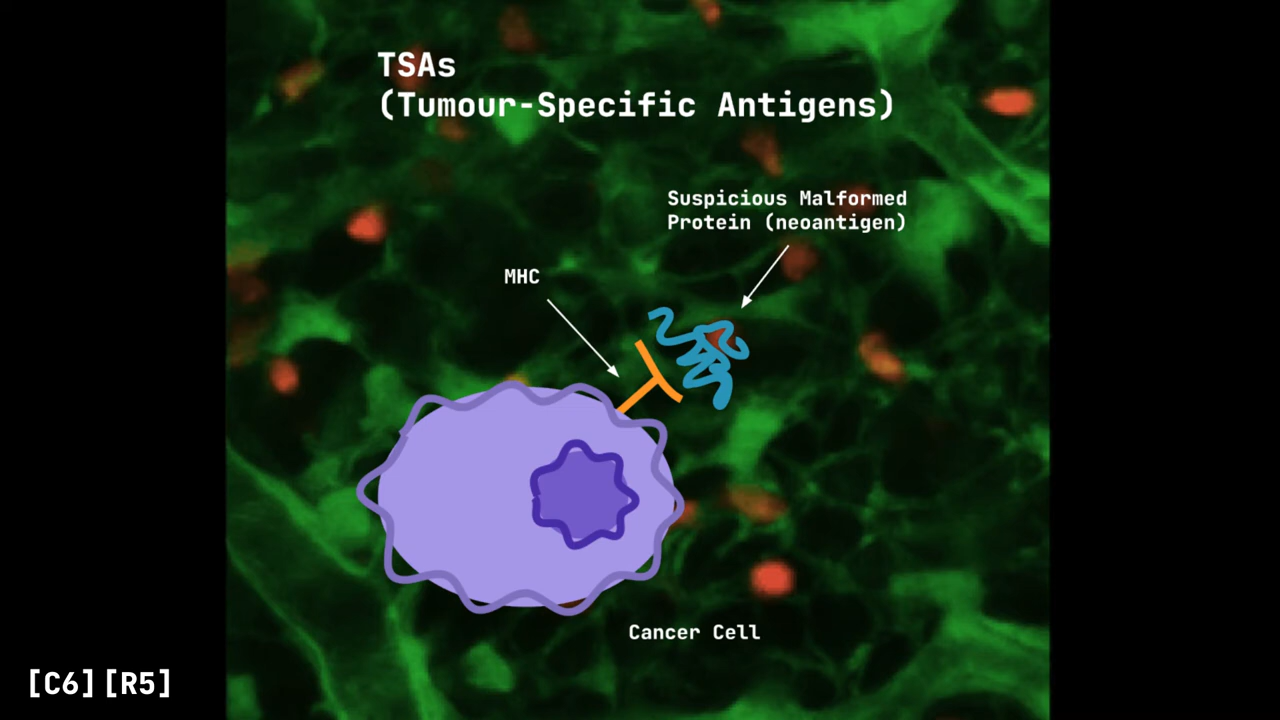 TSAs
(Tumour-Specific Antigens)
Suspicious Malformed
Protein (neoantigen)
MHC
Cancer Cell
[C6][R5]